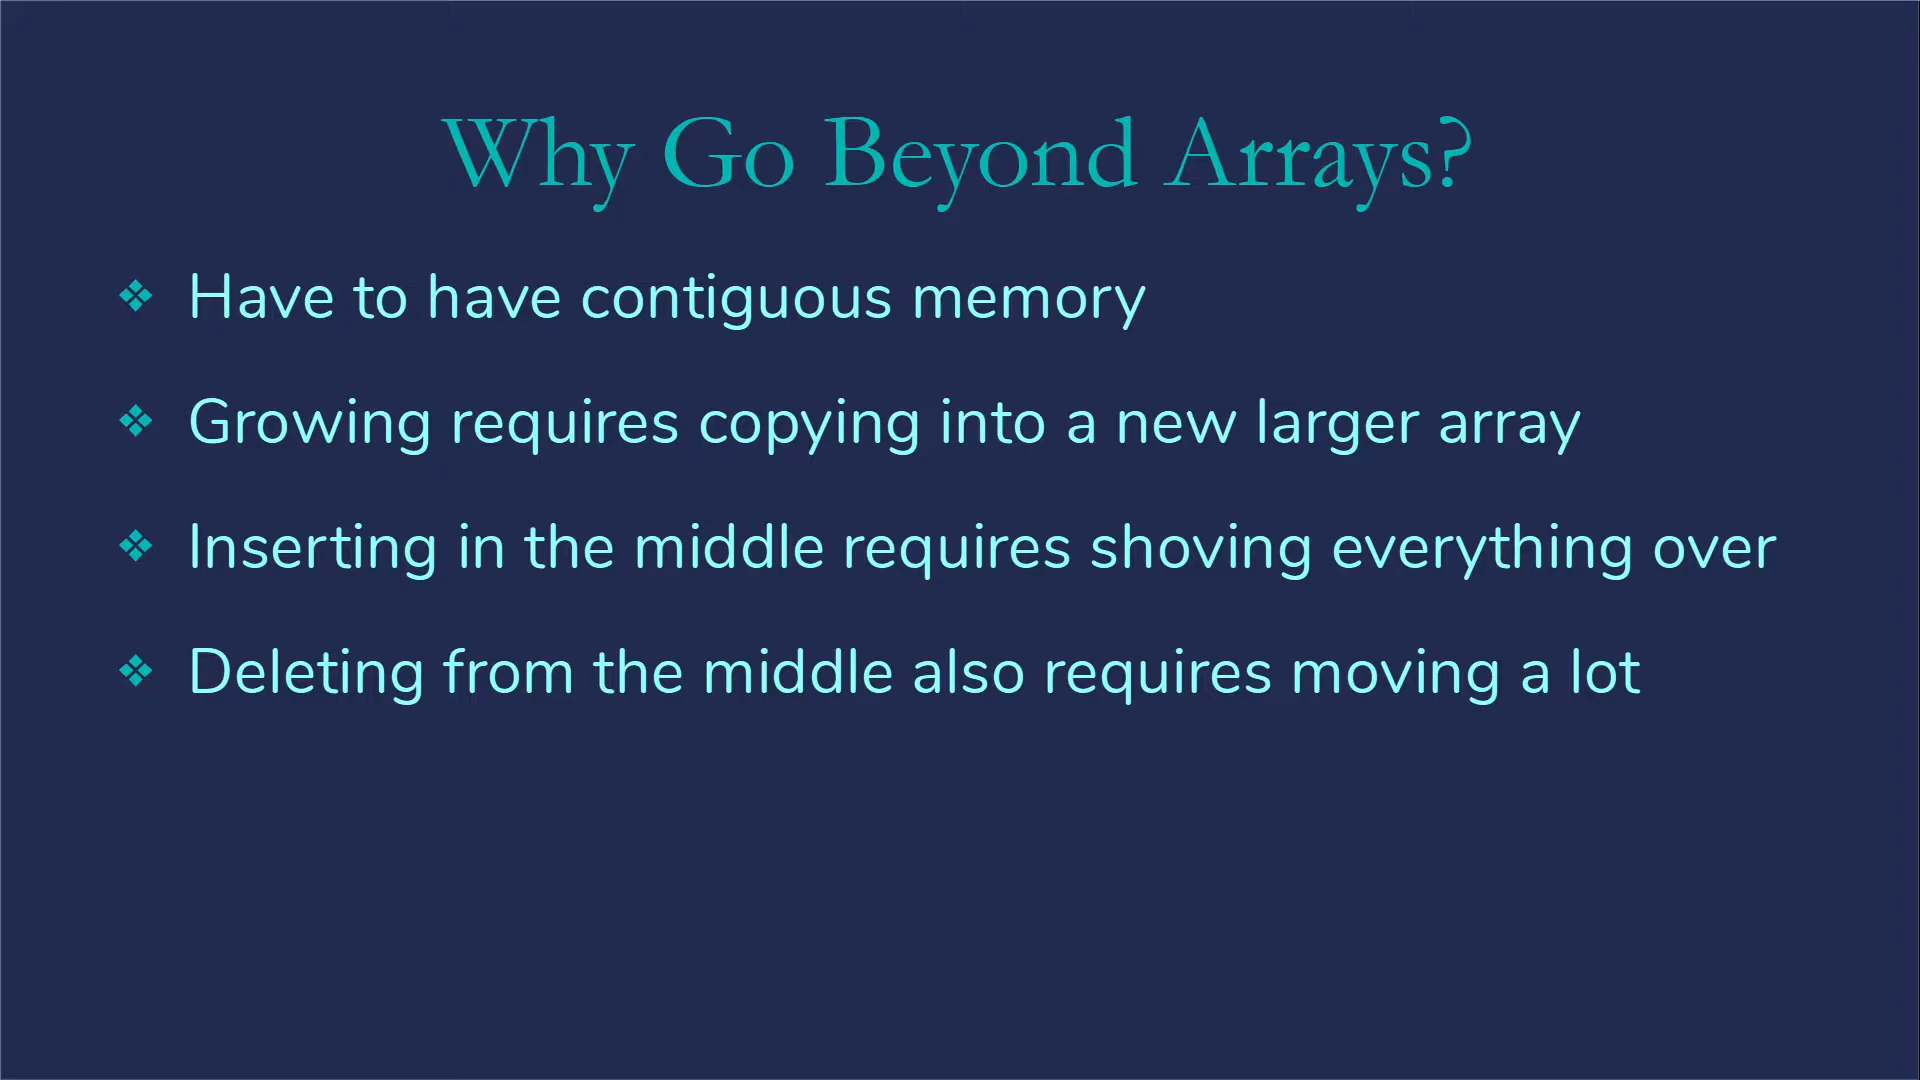 Why Go Beyond Arrays?
❖ Have to have contiguous memory
❖ Growing requires copying into a new larger array
❖ Inserting in the middle requires shoving everything over
❖ Deleting from the middle also requires moving a lot